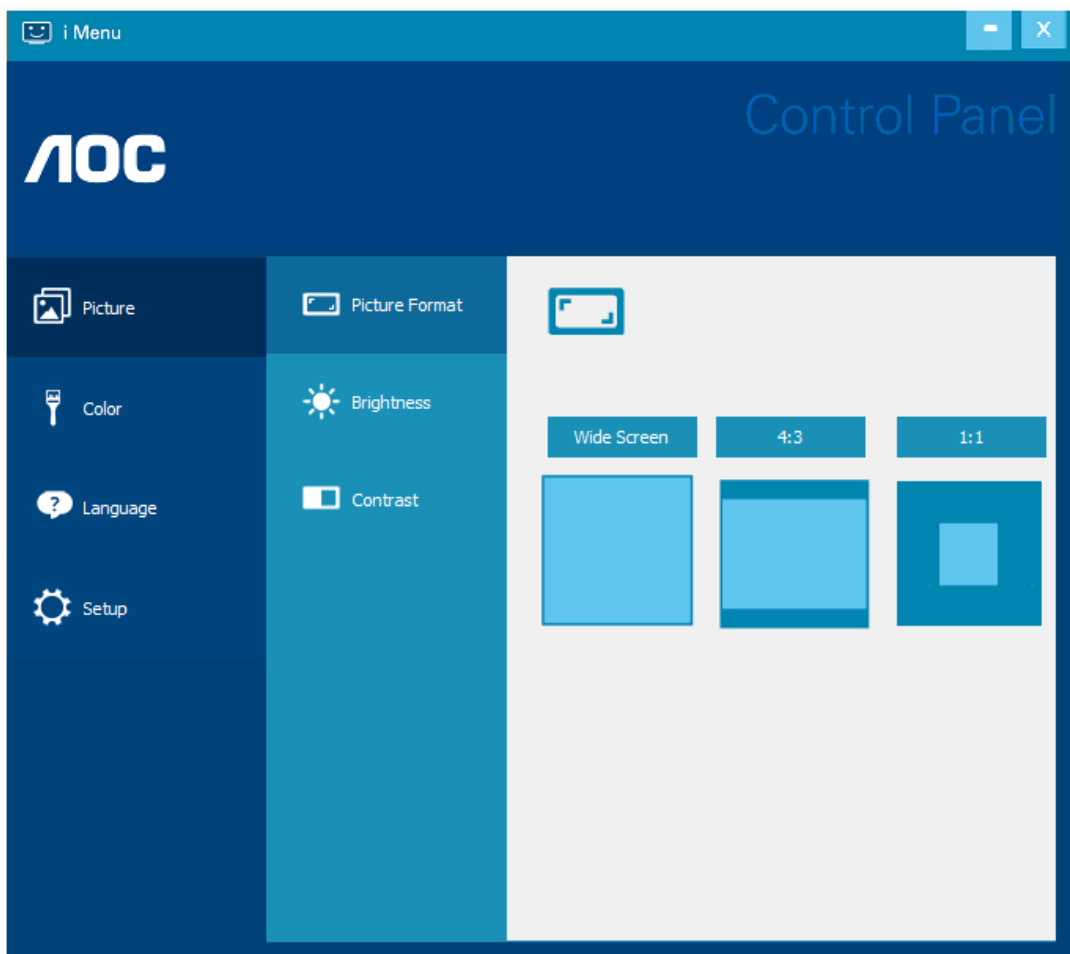 i Menu
- X
Control Panel
AOC
Picture
Color
Language
Setup
Picture Format
Brightness
Contrast
Wide Screen
4:3
1:1